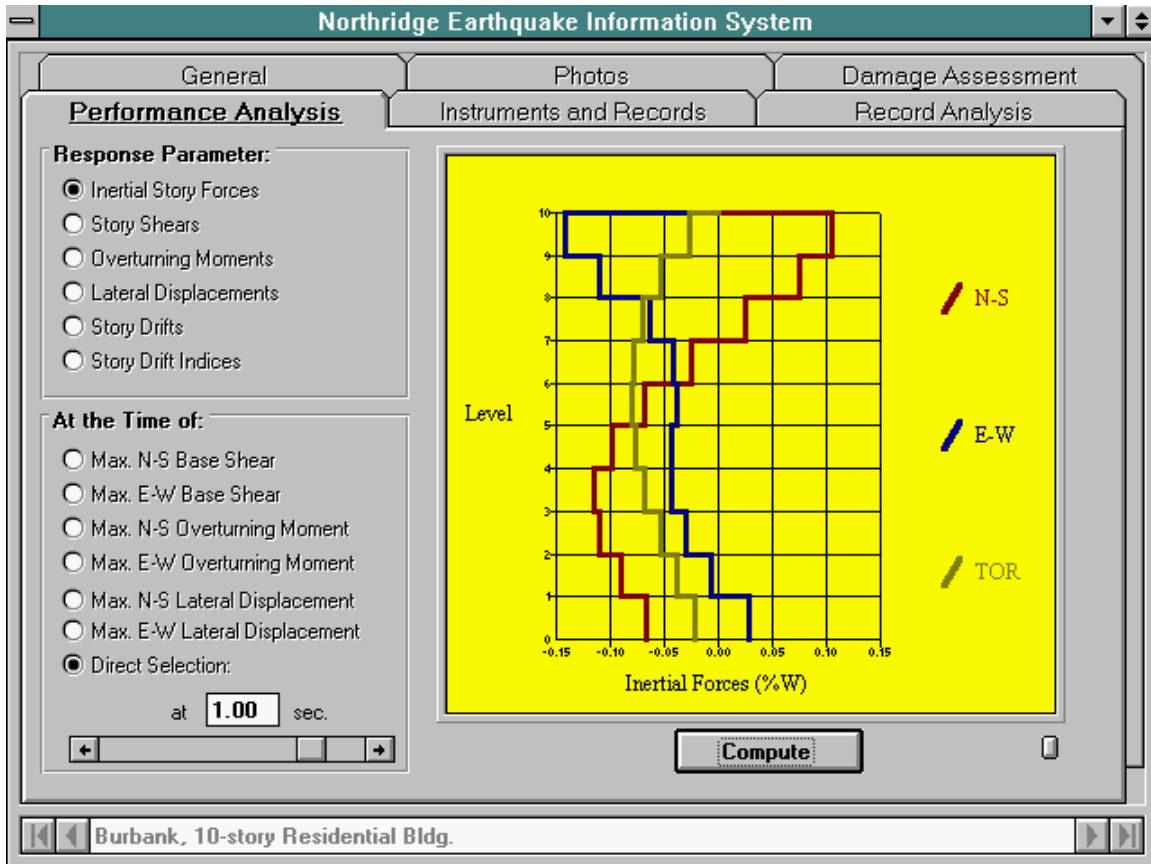 Northridge Earthquake Information System
General Photos Damage Assessment
Performance Analysis Instruments and Records Record Analysis
Response Parameter:
Inertial Story Forces
Story Shears
Overturning Moments
Lateral Displacements
Story Drifts
Story Drift Indices
At the Time of:
Max. N-S Base Shear
Max. E-W Base Shear
Max. N-S Overturning Moment
Max. E-W Overturning Moment
Max. N-S Lateral Displacement
Max. E-W Lateral Displacement
Direct Selection:
at 1.00 sec.
10
9
8
7
6
Level
5
4
3
2
1
0
-0.15 -0.10 -0.05 0.00 0.05 0.10 0.15
Inertial Forces (%W)
N-S
E-W
TOR
Compute
Burbank, 10-story Residential Bldg.